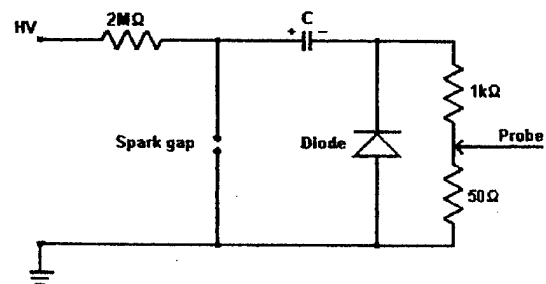 HV
2MΩ
C
+ −
1kΩ
Spark gap
Diode
Probe
50Ω